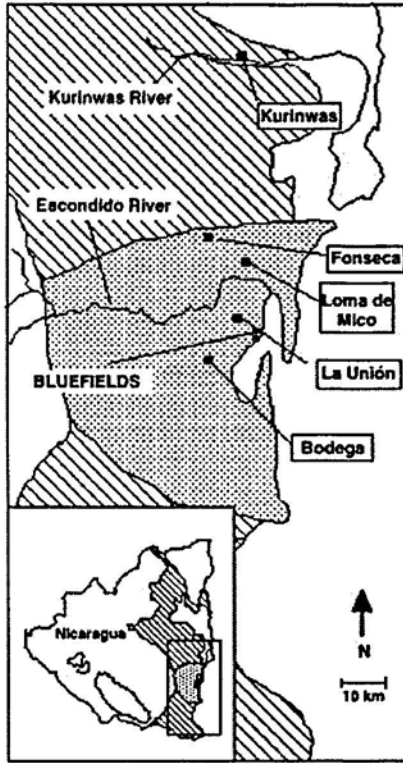 Kurinwas River
Kurinwas
Escondido River
Fonseca
Loma de
Mico
La Unión
BLUEFIELDS
Bodega
Nicaragua
N
10 km